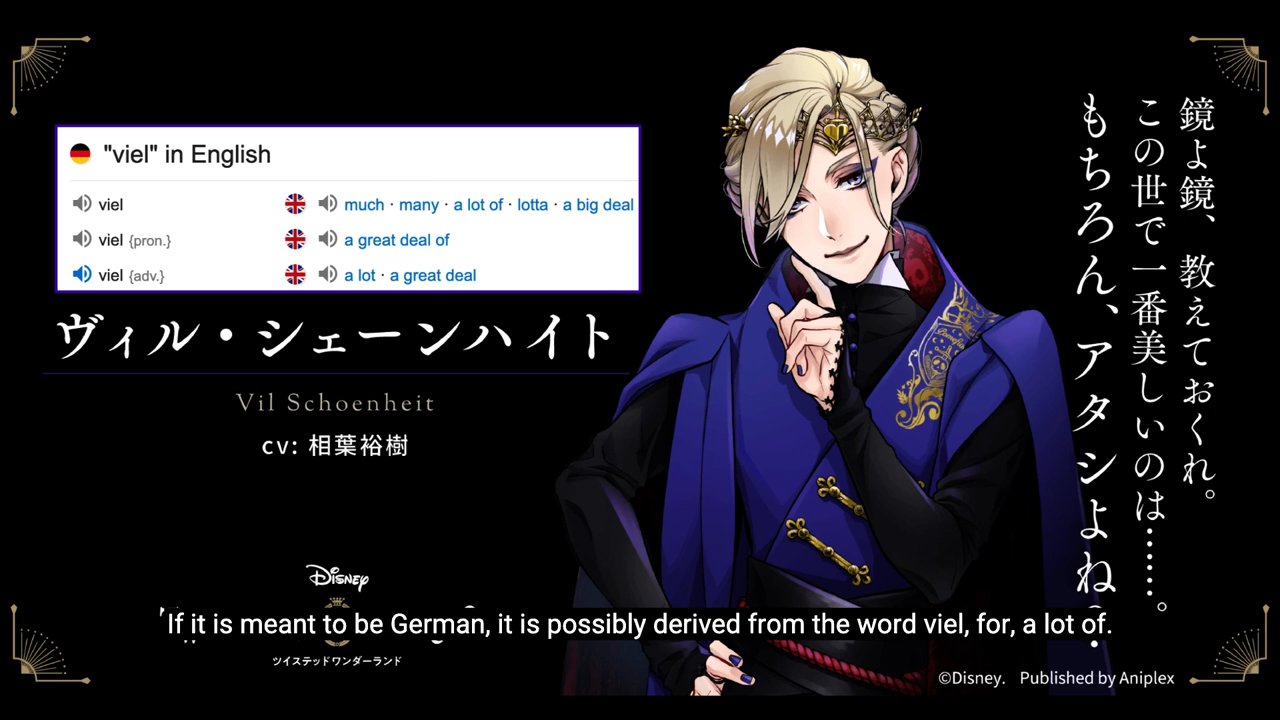 "viel" in English
viel much · many · a lot of · lotta · a big deal
viel {pron.} a great deal of
viel {adv.} a lot · a great deal
ヴィル・シェーンハイト
Vil Schoenheit
cv: 相葉裕樹
鏡よ鏡、教えておくれ。
この世で一番美しいのは……。
もちろん、アタシよね?
Disney
If it is meant to be German, it is possibly derived from the word viel, for, a lot of.
ツイステッドワンダーランド
©Disney. Published by Aniplex